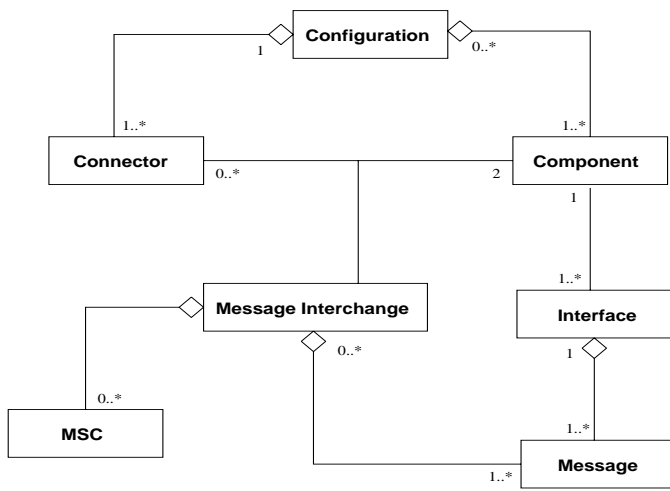 Configuration
1
0..*
1..*
1..*
Connector
Component
0..*
2
1
1..*
Message Interchange
Interface
0..*
1
0..*
1..*
MSC
Message
1..*